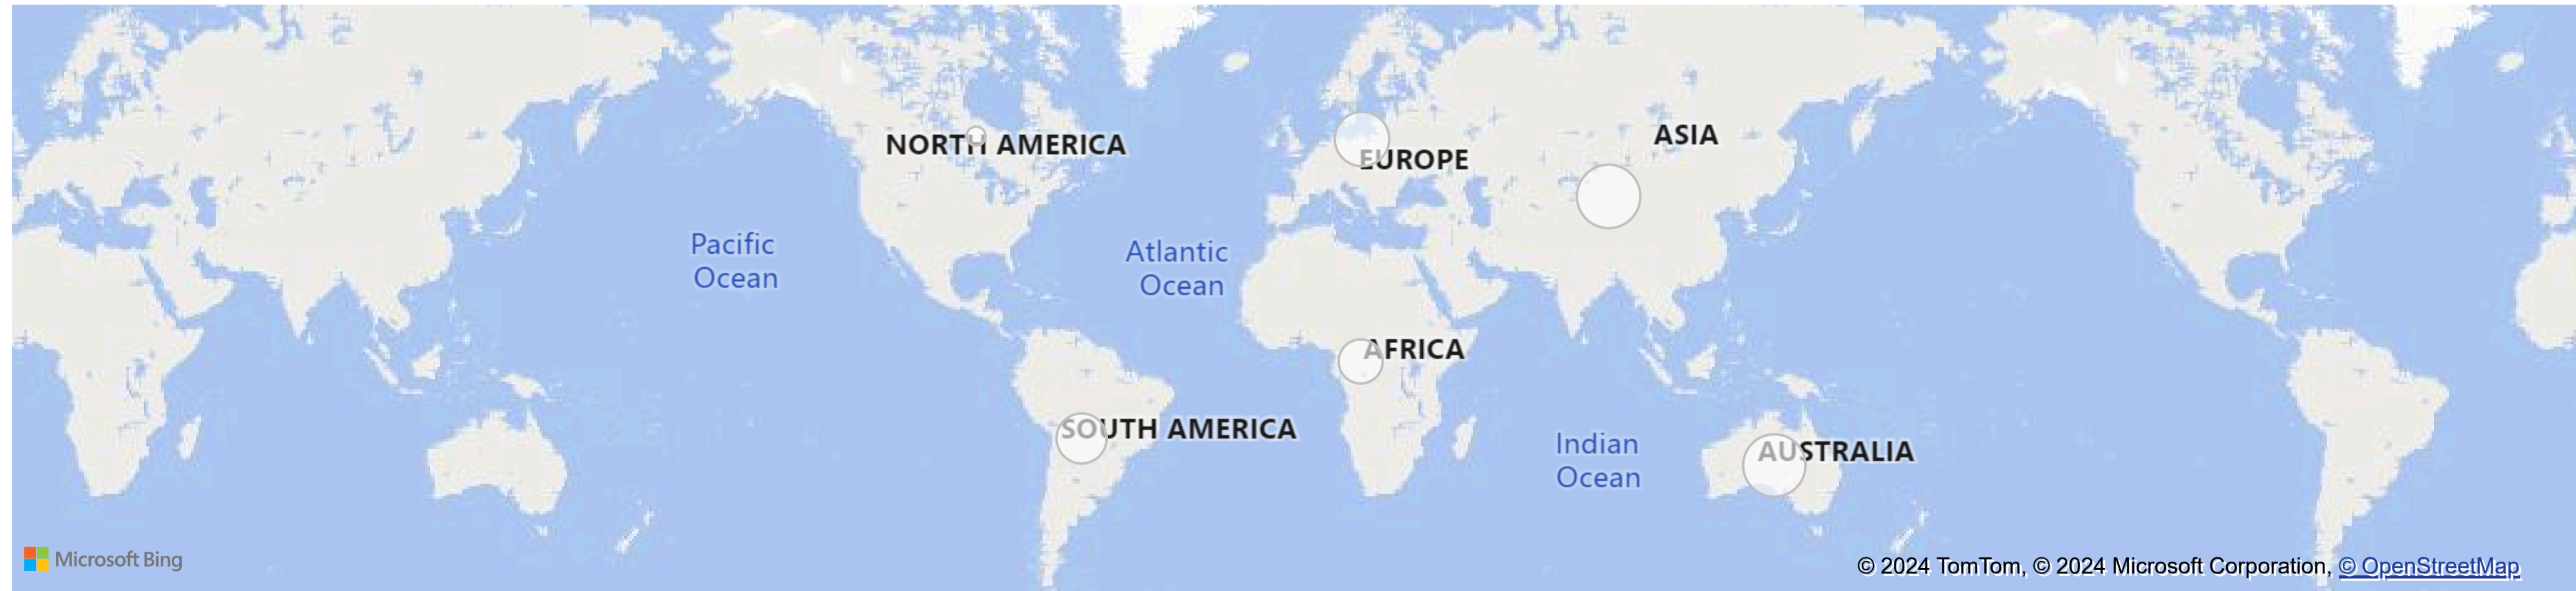 NORTH AMERICA
ASIA
EUROPE
Pacific
Ocean
Atlantic
Ocean
AFRICA
SOUTH AMERICA
Indian
Ocean
AUSTRALIA
Microsoft Bing
© 2024 TomTom, © 2024 Microsoft Corporation, © OpenStreetMap